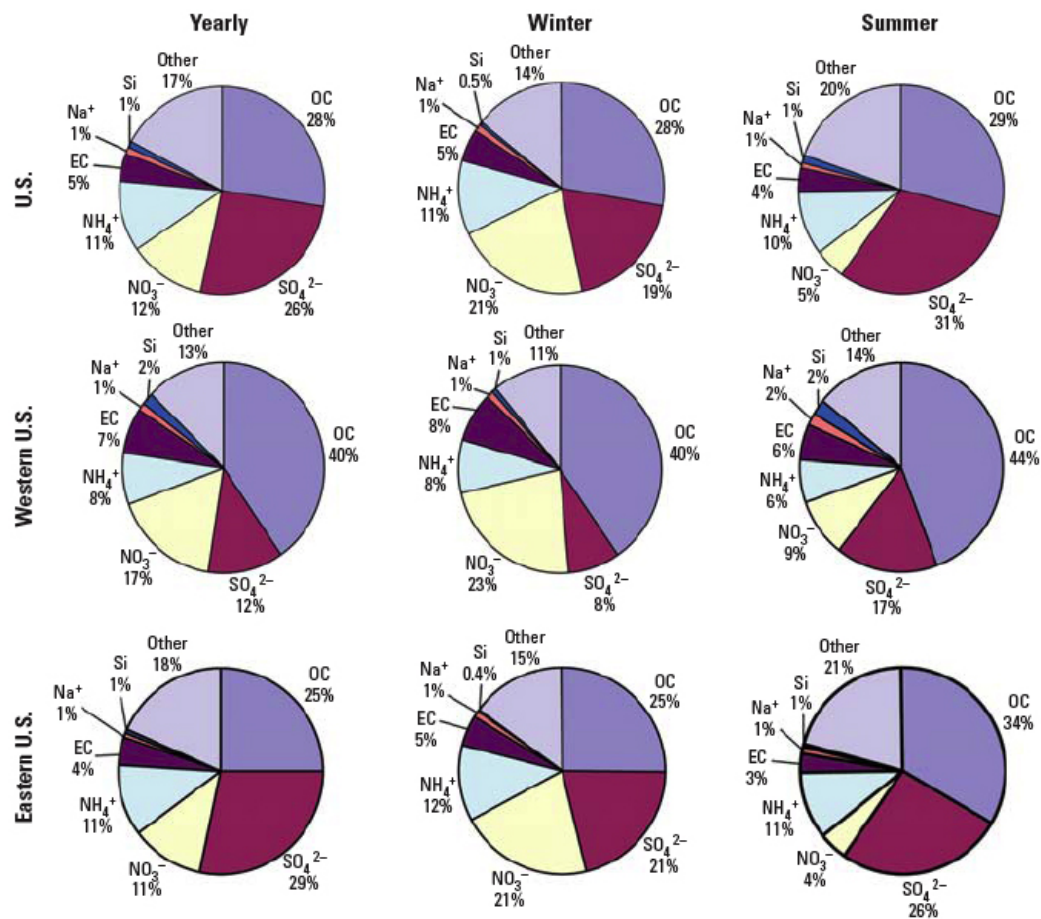 Yearly
Winter
Summer
U.S.
Other
17%
Si
1%
Na⁺
1%
EC
5%
NH₄⁺
11%
NO₃⁻
12%
SO₄²⁻
26%
OC
28%
Other
14%
Si
0.5%
Na⁺
1%
EC
5%
NH₄⁺
11%
NO₃⁻
21%
SO₄²⁻
19%
OC
28%
Other
20%
Si
1%
Na⁺
1%
EC
4%
NH₄⁺
10%
NO₃⁻
5%
SO₄²⁻
31%
OC
29%
Western U.S.
Other
13%
Si
2%
Na⁺
1%
EC
7%
NH₄⁺
8%
NO₃⁻
17%
SO₄²⁻
12%
OC
40%
Other
11%
Si
1%
Na⁺
1%
EC
8%
NH₄⁺
8%
NO₃⁻
23%
SO₄²⁻
8%
OC
40%
Other
14%
Si
2%
Na⁺
2%
EC
6%
NH₄⁺
6%
NO₃⁻
9%
SO₄²⁻
17%
OC
44%
Eastern U.S.
Other
18%
Si
1%
Na⁺
1%
EC
4%
NH₄⁺
11%
NO₃⁻
11%
SO₄²⁻
29%
OC
25%
Other
15%
Si
0.4%
Na⁺
1%
EC
5%
NH₄⁺
12%
NO₃⁻
21%
SO₄²⁻
21%
OC
25%
Other
21%
Si
1%
Na⁺
1%
EC
3%
NH₄⁺
11%
NO₃⁻
4%
SO₄²⁻
26%
OC
34%